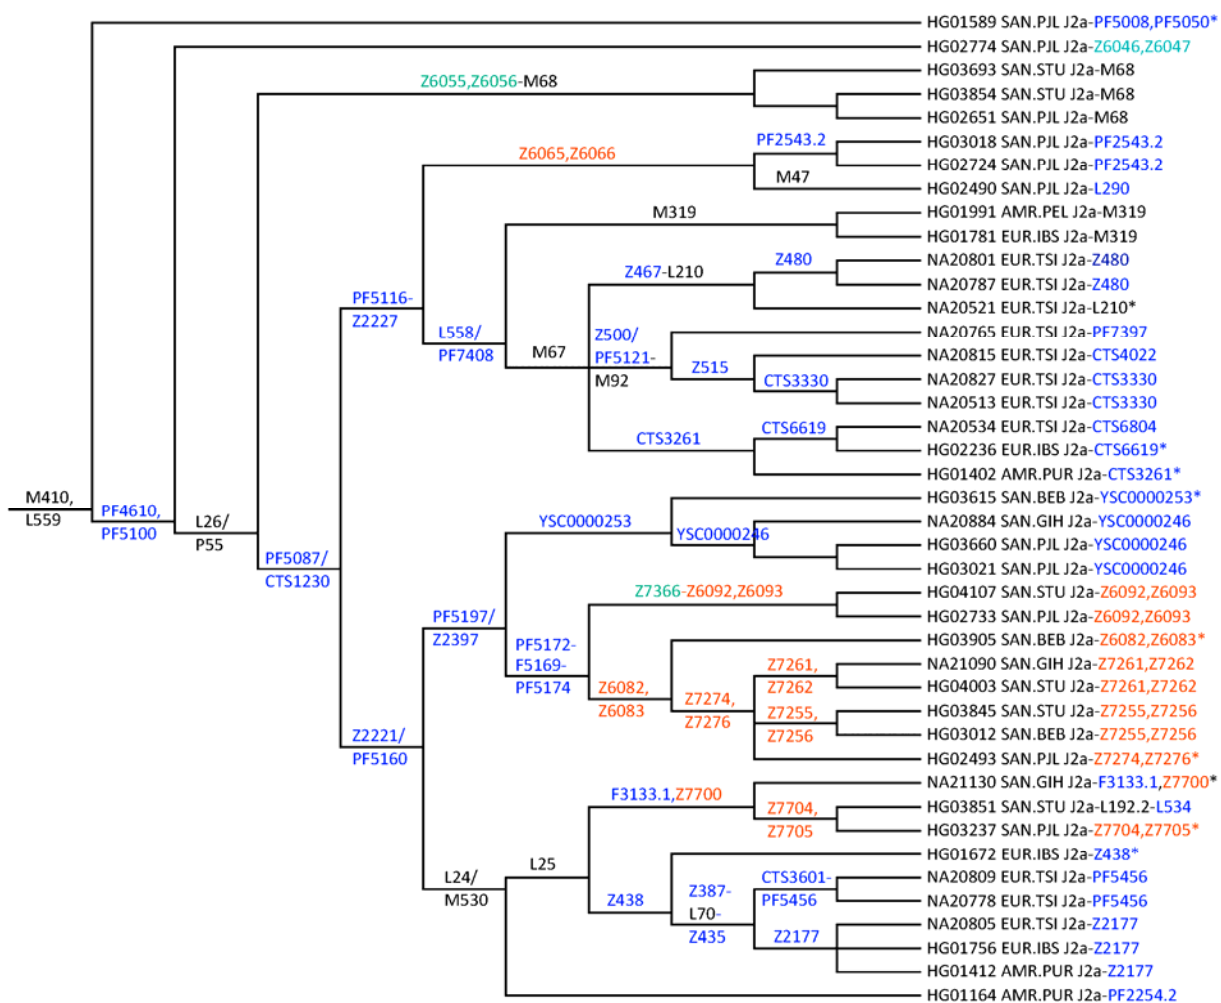 HG01589 SAN.PJL J2a-PF5008,PF5050*
HG02774 SAN.PJL J2a-Z6046,Z6047
HG03693 SAN.STU J2a-M68
Z6055,Z6056-M68
HG03854 SAN.STU J2a-M68
HG02651 SAN.PJL J2a-M68
PF2543.2
HG03018 SAN.PJL J2a-PF2543.2
Z6065,Z6066
HG02724 SAN.PJL J2a-PF2543.2
M47
HG02490 SAN.PJL J2a-L290
M319
HG01991 AMR.PEL J2a-M319
HG01781 EUR.IBS J2a-M319
Z480
NA20801 EUR.TSI J2a-Z480
Z467-L210
NA20787 EUR.TSI J2a-Z480
NA20521 EUR.TSI J2a-L210*
PF5116-
Z2227
L558/
PF7408
M67
Z500/
PF5121-
M92
NA20765 EUR.TSI J2a-PF7397
Z515
NA20815 EUR.TSI J2a-CTS4022
CTS3330
NA20827 EUR.TSI J2a-CTS3330
NA20513 EUR.TSI J2a-CTS3330
CTS6619
NA20534 EUR.TSI J2a-CTS6804
CTS3261
HG02236 EUR.IBS J2a-CTS6619*
HG01402 AMR.PUR J2a-CTS3261*
M410,
L559
PF4610,
PF5100
L26/
P55
PF5087/
CTS1230
HG03615 SAN.BEB J2a-YSC0000253*
YSC0000253
NA20884 SAN.GIH J2a-YSC0000246
YSC0000246
HG03660 SAN.PJL J2a-YSC0000246
HG03021 SAN.PJL J2a-YSC0000246
Z7366-Z6092,Z6093
HG04107 SAN.STU J2a-Z6092,Z6093
HG02733 SAN.PJL J2a-Z6092,Z6093
PF5197/
Z2397
PF5172-
F5169-
PF5174
HG03905 SAN.BEB J2a-Z6082,Z6083*
Z6082,
Z6083
Z7274,
Z7276
Z7261,
Z7262
NA21090 SAN.GIH J2a-Z7261,Z7262
HG04003 SAN.STU J2a-Z7261,Z7262
Z7255,
Z7256
HG03845 SAN.STU J2a-Z7255,Z7256
HG03012 SAN.BEB J2a-Z7255,Z7256
HG02493 SAN.PJL J2a-Z7274,Z7276*
Z2221/
PF5160
F3133.1,Z7700
NA21130 SAN.GIH J2a-F3133.1,Z7700*
Z7704,
Z7705
HG03851 SAN.STU J2a-L192.2-L534
HG03237 SAN.PJL J2a-Z7704,Z7705*
L24/
M530
L25
HG01672 EUR.IBS J2a-Z438*
Z438
Z387-
L70-
Z435
CTS3601-
PF5456
NA20809 EUR.TSI J2a-PF5456
NA20778 EUR.TSI J2a-PF5456
Z2177
NA20805 EUR.TSI J2a-Z2177
HG01756 EUR.IBS J2a-Z2177
HG01412 AMR.PUR J2a-Z2177
HG01164 AMR.PUR J2a-PF2254.2